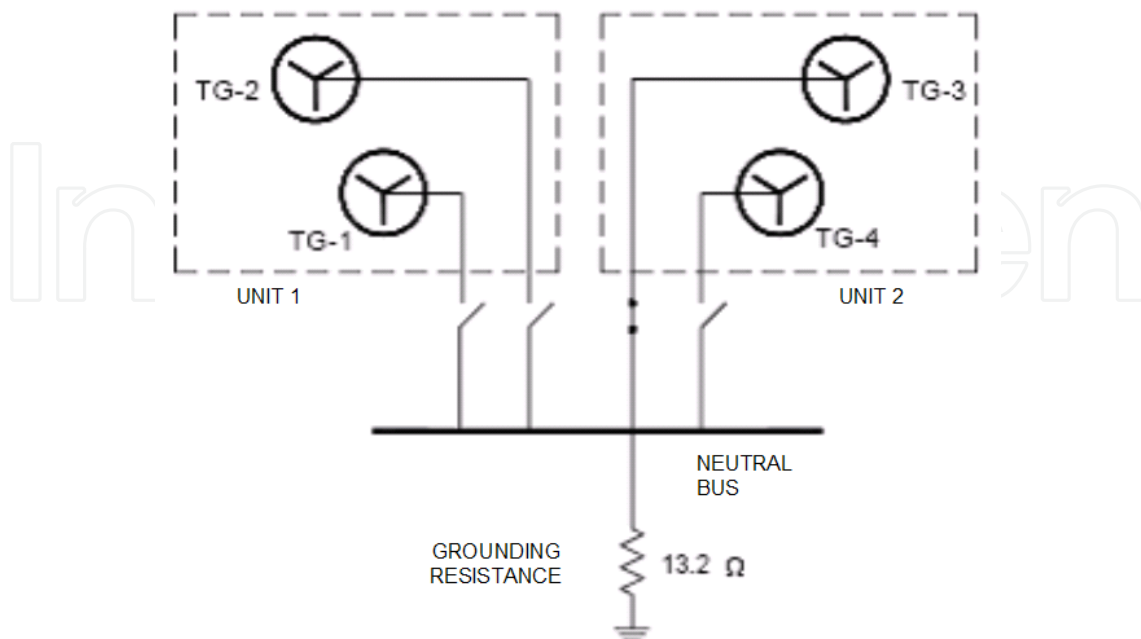 TG-2
TG-3
TG-1
TG-4
UNIT 1
UNIT 2
NEUTRAL
BUS
GROUNDING
RESISTANCE
13.2 Ω